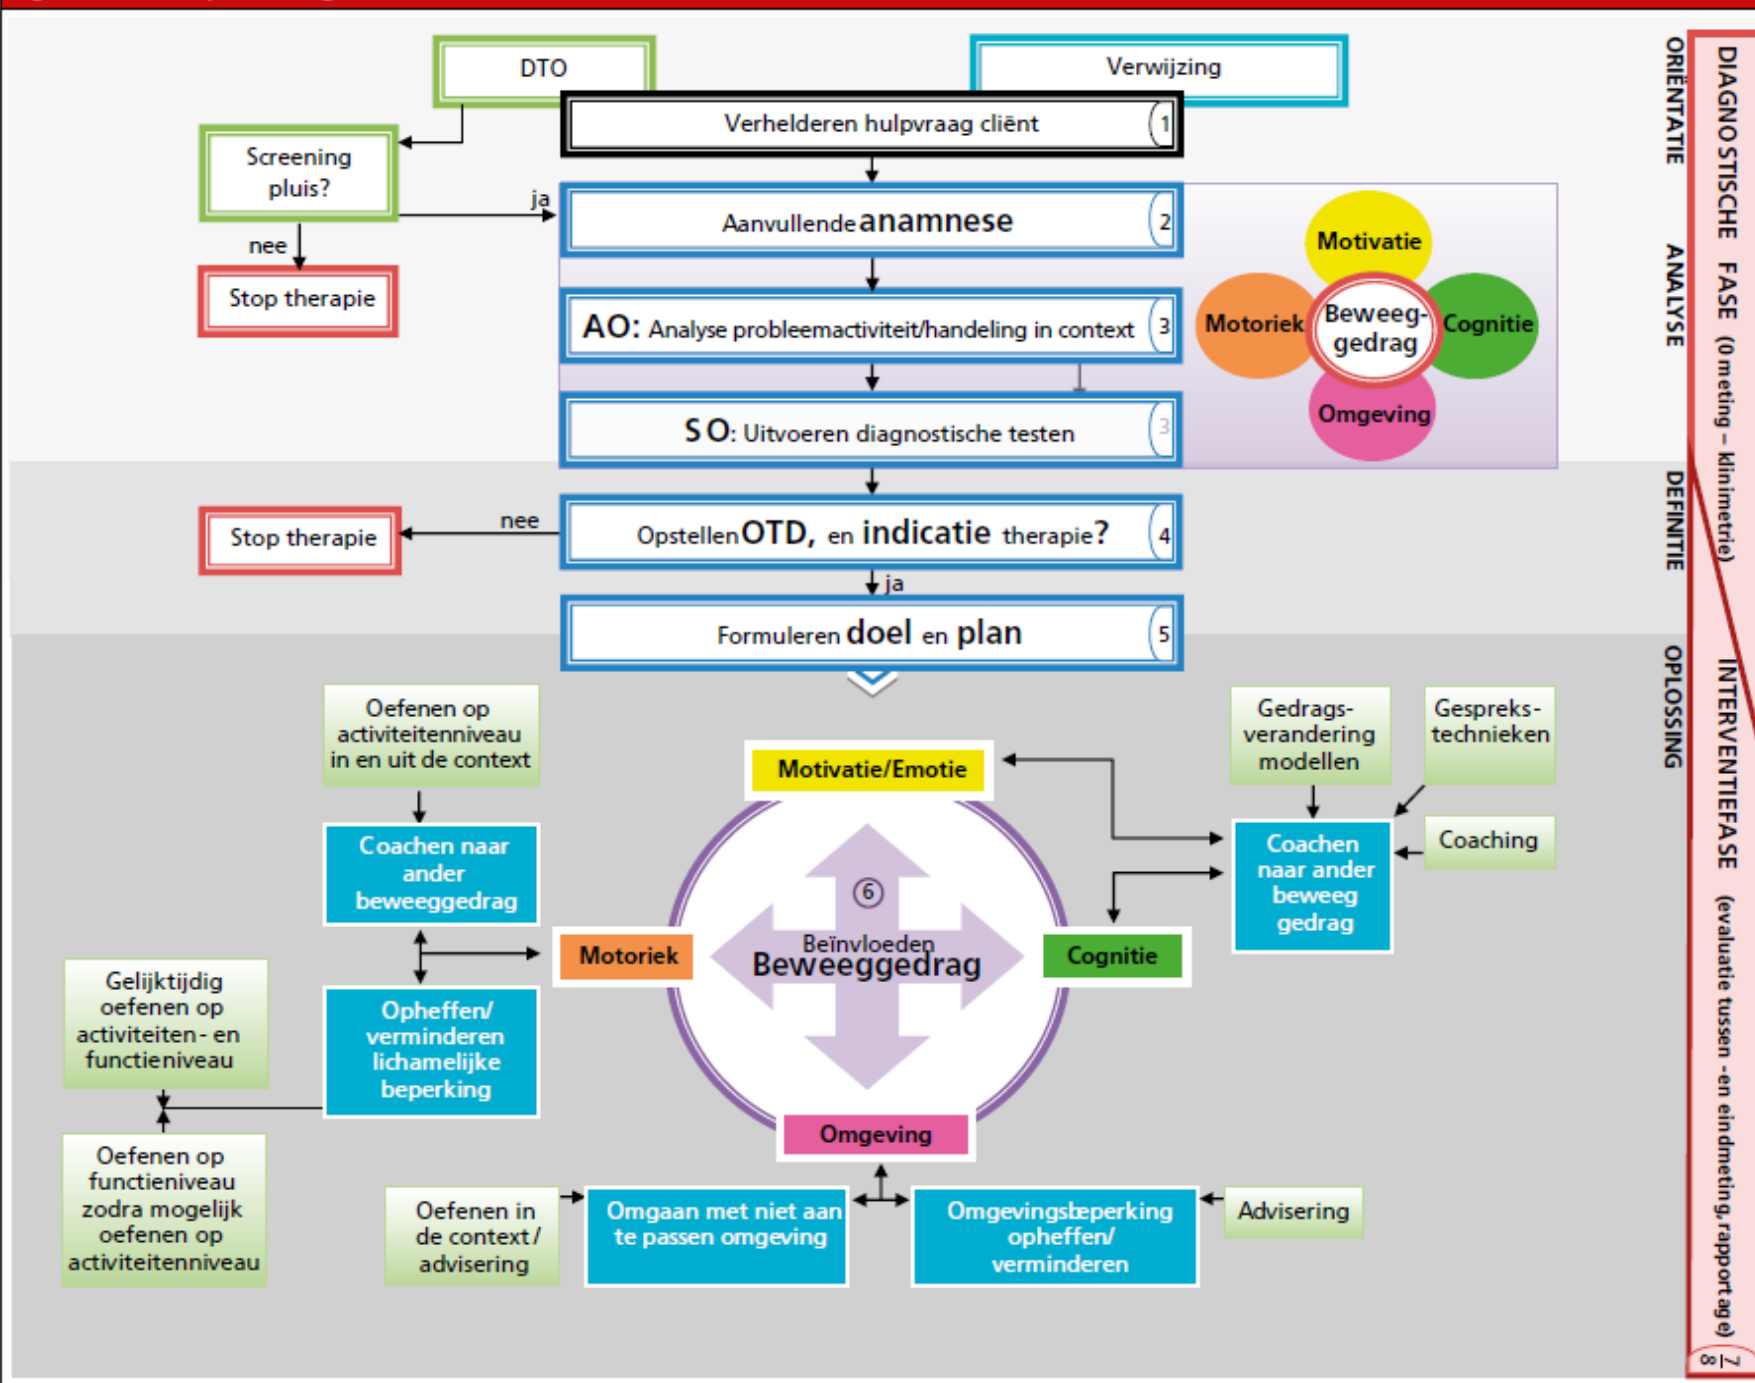 DTO
Verwijzing
Verhelderen hulpvraag cliënt
1
Screening
pluis?
ja
nee
Stop therapie
Aanvullende anamnese
2
AO: Analyse probleemactiviteit/handeling in context
3
SO: Uitvoeren diagnostische testen
3
Motivatie
Motoriek
Beweeg-
gedrag
Cognitie
Omgeving
Stop therapie
nee
Opstellen OTD, en indicatie therapie?
4
ja
Formuleren doel en plan
5
Oefenen op
activiteitenniveau
in en uit de context
Coachen naar
ander
beweeggedrag
Opheffen/
verminderen
lichamelijke
beperking
Gelijktijdig
oefenen op
activiteiten- en
functieniveau
Oefenen op
functieniveau
zodra mogelijk
oefenen op
activiteitenniveau
Motivatie/Emotie
6
Beïnvloeden
Beweeggedrag
Motoriek
Cognitie
Omgeving
Gedrags-
verandering
modellen
Gespreks-
technieken
Coaching
Coachen
naar ander
beweeg
gedrag
Oefenen in
de context/
advisering
Omgaan met niet aan
te passen omgeving
Omgevingsbeperking
opheffen/
verminderen
Advisering
ORIËNTATIE
ANALYSE
DEFINITIE
OPLOSSING
DIAGNOSTISCHE FASE (0 meting – klinimetrie)
INTERVENTIEFASE (evaluatie tussen -en eindmeting, rapportage)
7
8